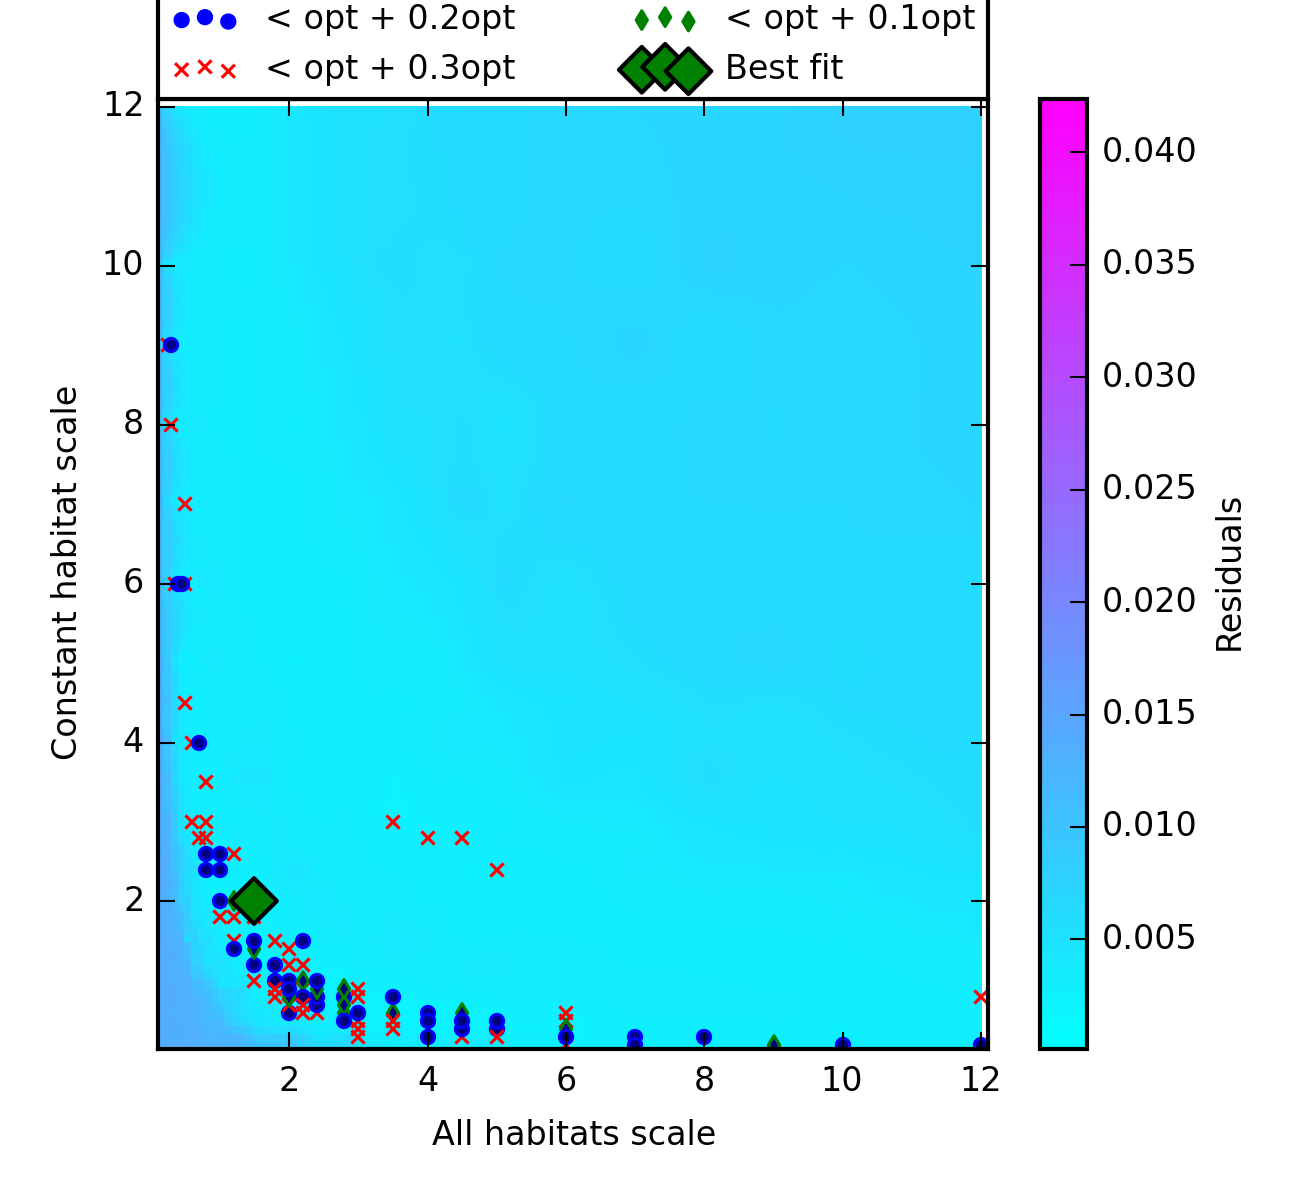 < opt + 0.2opt < opt + 0.1opt
< opt + 0.3opt Best fit
12
10
8
6
4
2
Constant habitat scale
2 4 6 8 10 12
All habitats scale
0.040
0.035
0.030
0.025
0.020
0.015
0.010
0.005
Residuals